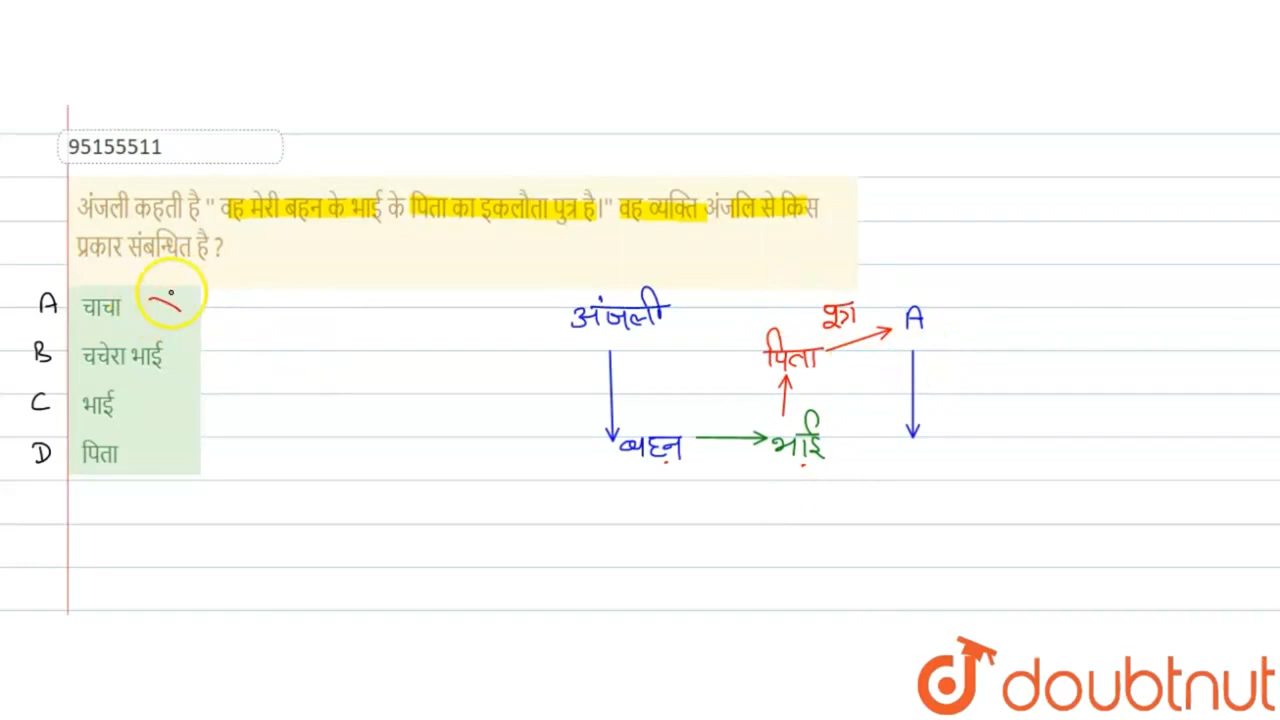 95155511
अंजली कहती है " वह मेरी बहन के भाई के पिता का इकलौता पुत्र है।" वह व्यक्ति अंजलि से किस
प्रकार संबन्धित है ?
A चाचा
B चचेरा भाई
C भाई
D पिता
अंजली
पुत्र
A
पिता
बहन
भाई
doubtnut